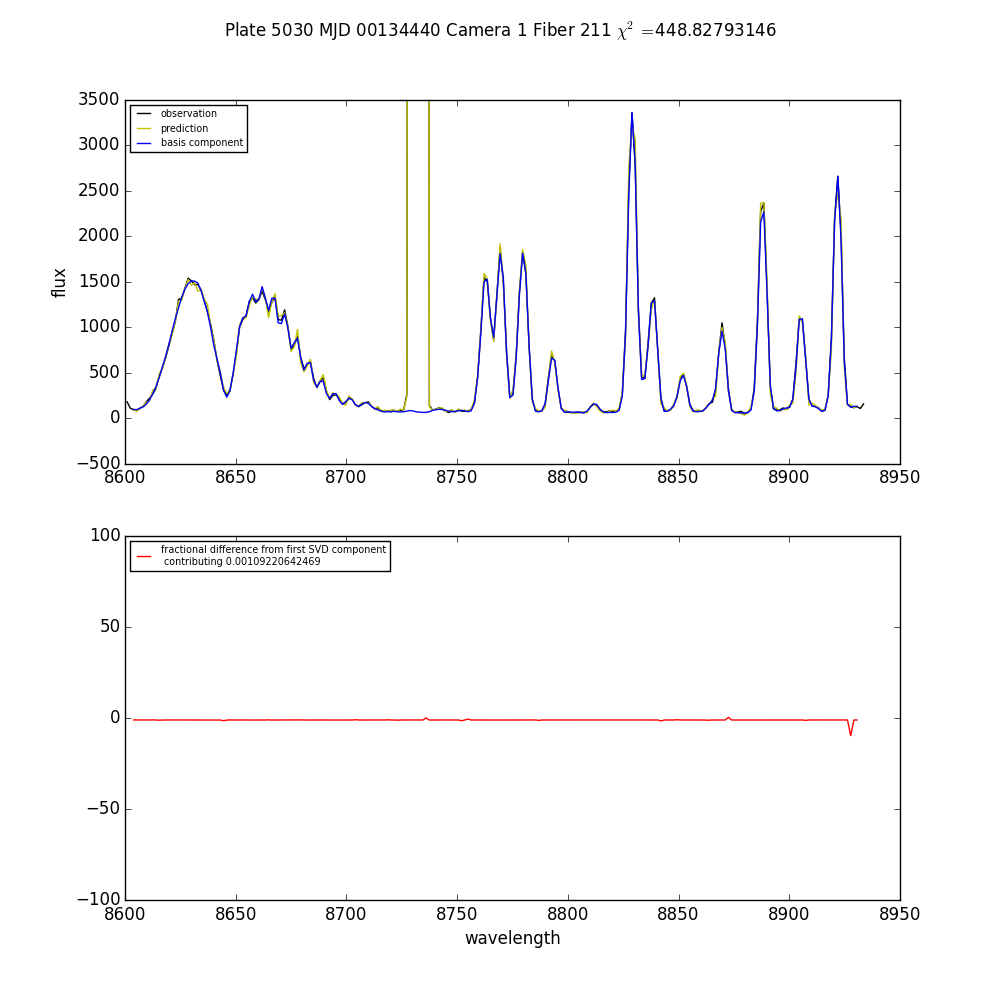 Plate 5030 MJD 00134440 Camera 1 Fiber 211 χ² =448.82793146
3500
3000
2500
2000
1500
1000
500
0
−500
flux
observation
prediction
basis component
8600 8650 8700 8750 8800 8850 8900 8950
100
50
0
−50
−100
fractional difference from first SVD component
contributing 0.00109220642469
8600 8650 8700 8750 8800 8850 8900 8950
wavelength